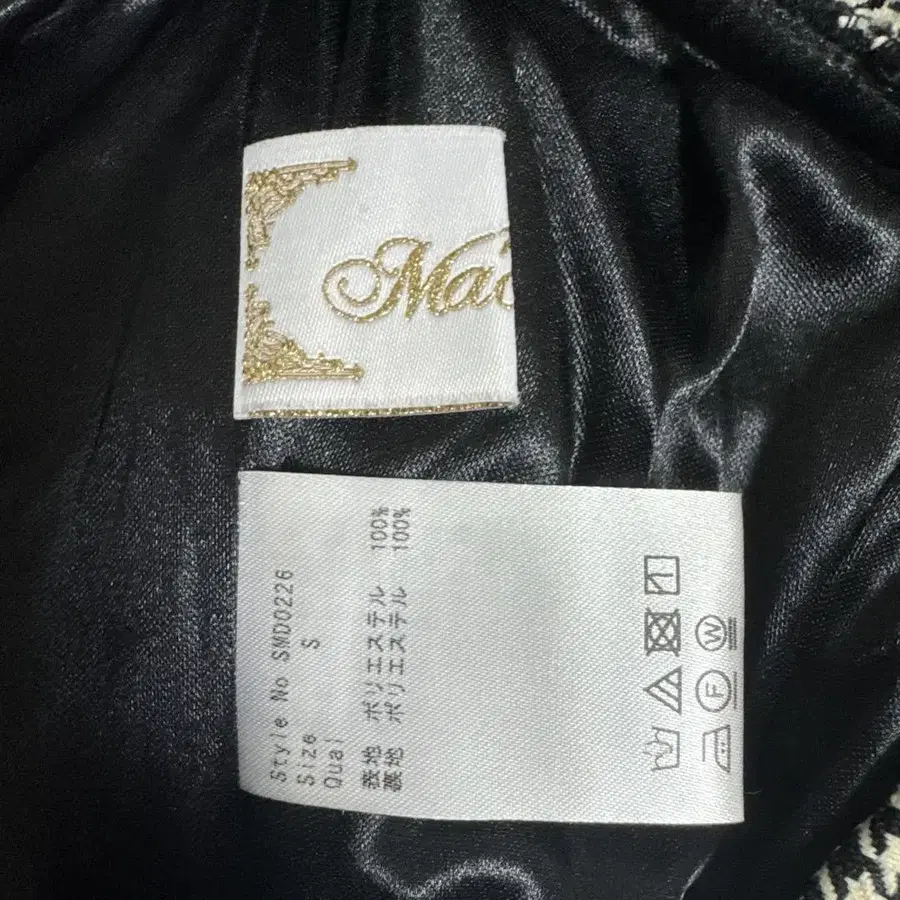 Style No SMD0226
Size S
Qual
表地 ポリエステル 100%
裏地 ポリエステル 100%
W
F